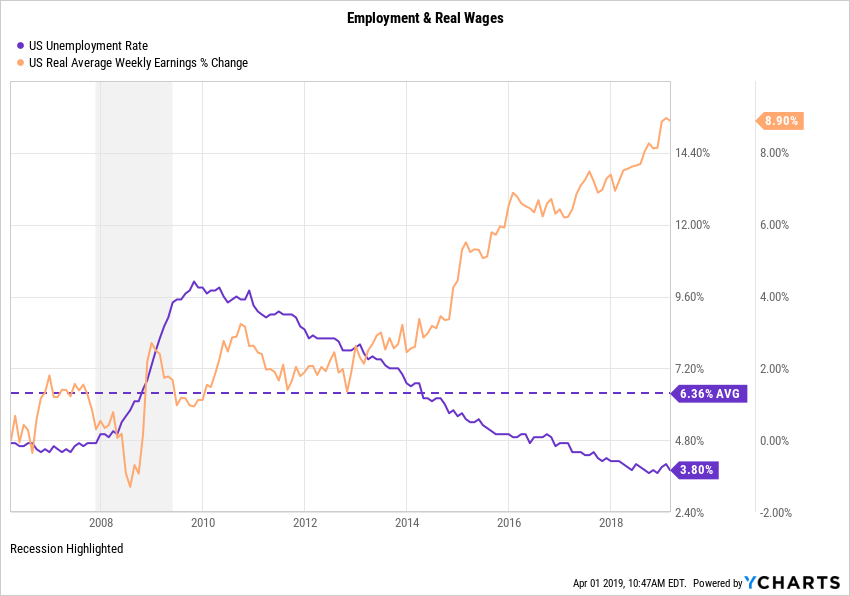 Employment & Real Wages
US Unemployment Rate
US Real Average Weekly Earnings % Change
8.90%
14.40% 8.00%
12.00% 6.00%
9.60% 4.00%
7.20% 2.00%
6.36% AVG
4.80% 0.00%
3.80%
2.40% -2.00%
2008 2010 2012 2014 2016 2018
Recession Highlighted
Apr 01 2019, 10:47AM EDT. Powered by YCHARTS